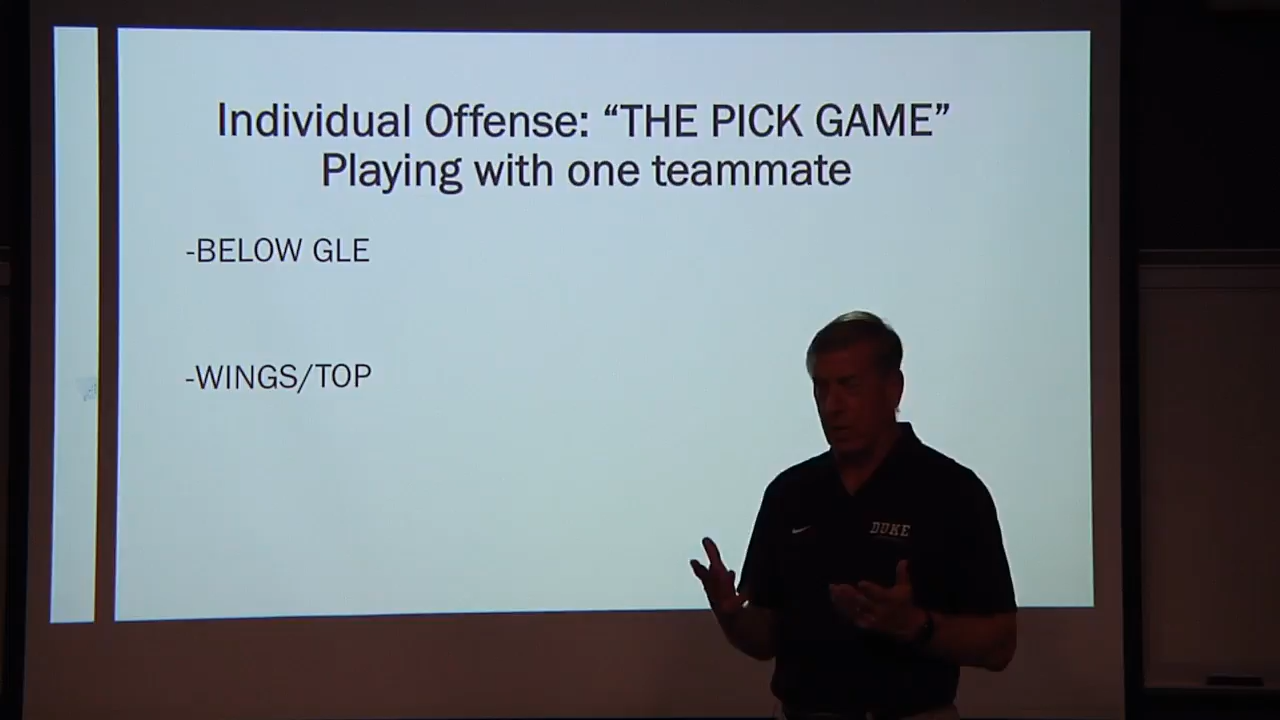 Individual Offense: “THE PICK GAME”
Playing with one teammate
-BELOW GLE
-WINGS/TOP
DUKE